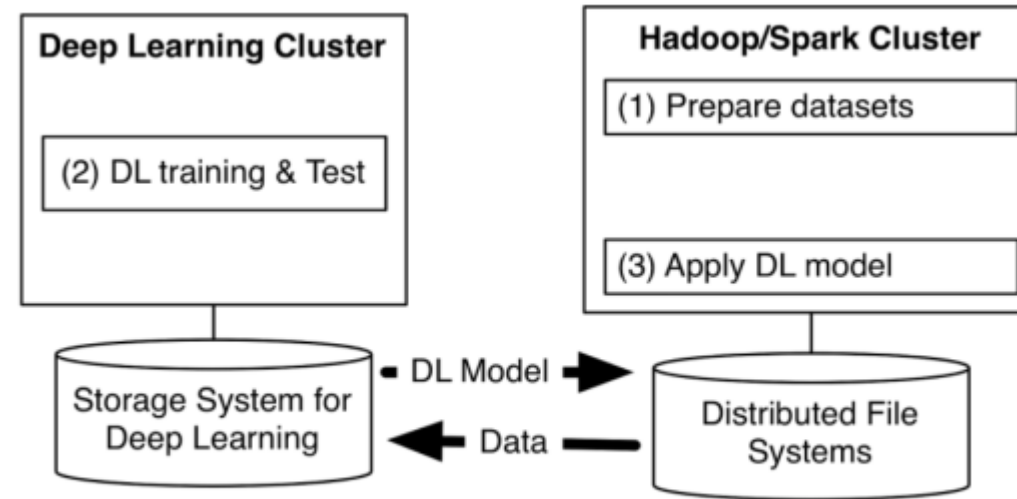 Deep Learning Cluster
(2) DL training & Test
Hadoop/Spark Cluster
(1) Prepare datasets
(3) Apply DL model
Storage System for
Deep Learning
DL Model
Data
Distributed File
Systems